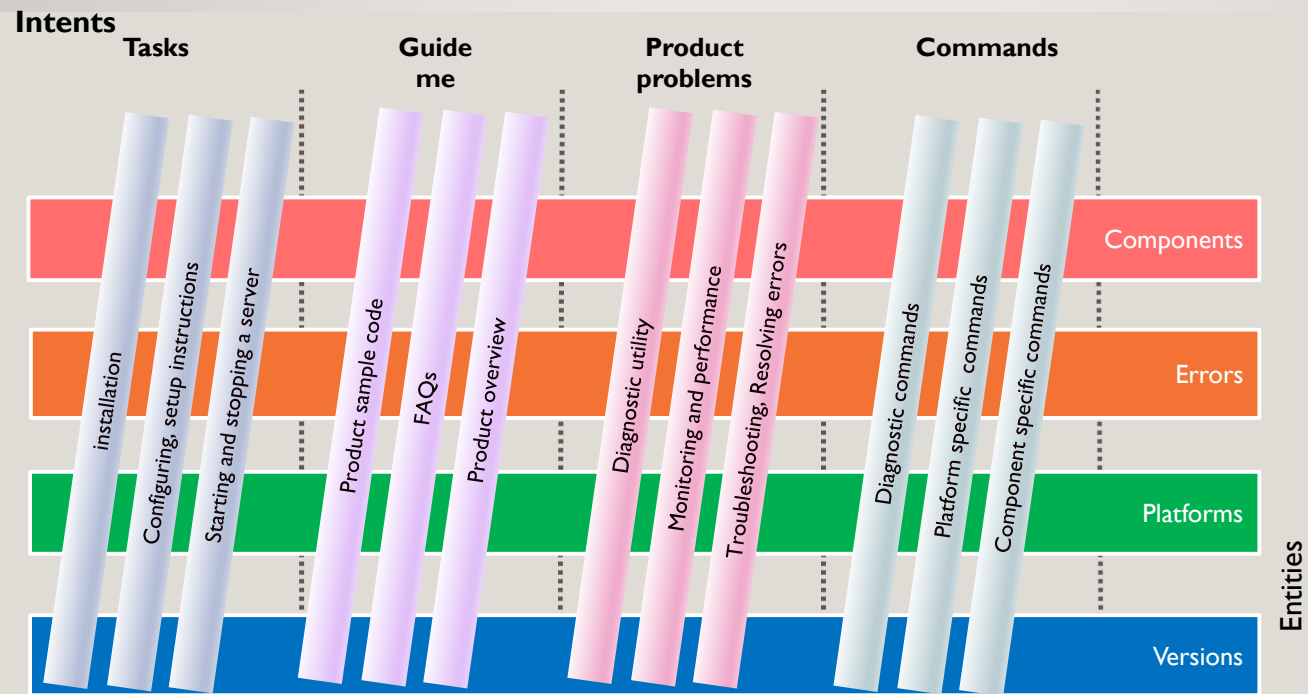 Intents
Tasks
Guide
me
Product
problems
Commands
installation
Configuring, setup instructions
Starting and stopping a server
Product sample code
FAQs
Product overview
Diagnostic utility
Monitoring and performance
Troubleshooting, Resolving errors
Diagnostic commands
Platform specific commands
Component specific commands
Components
Errors
Platforms
Versions
Entities